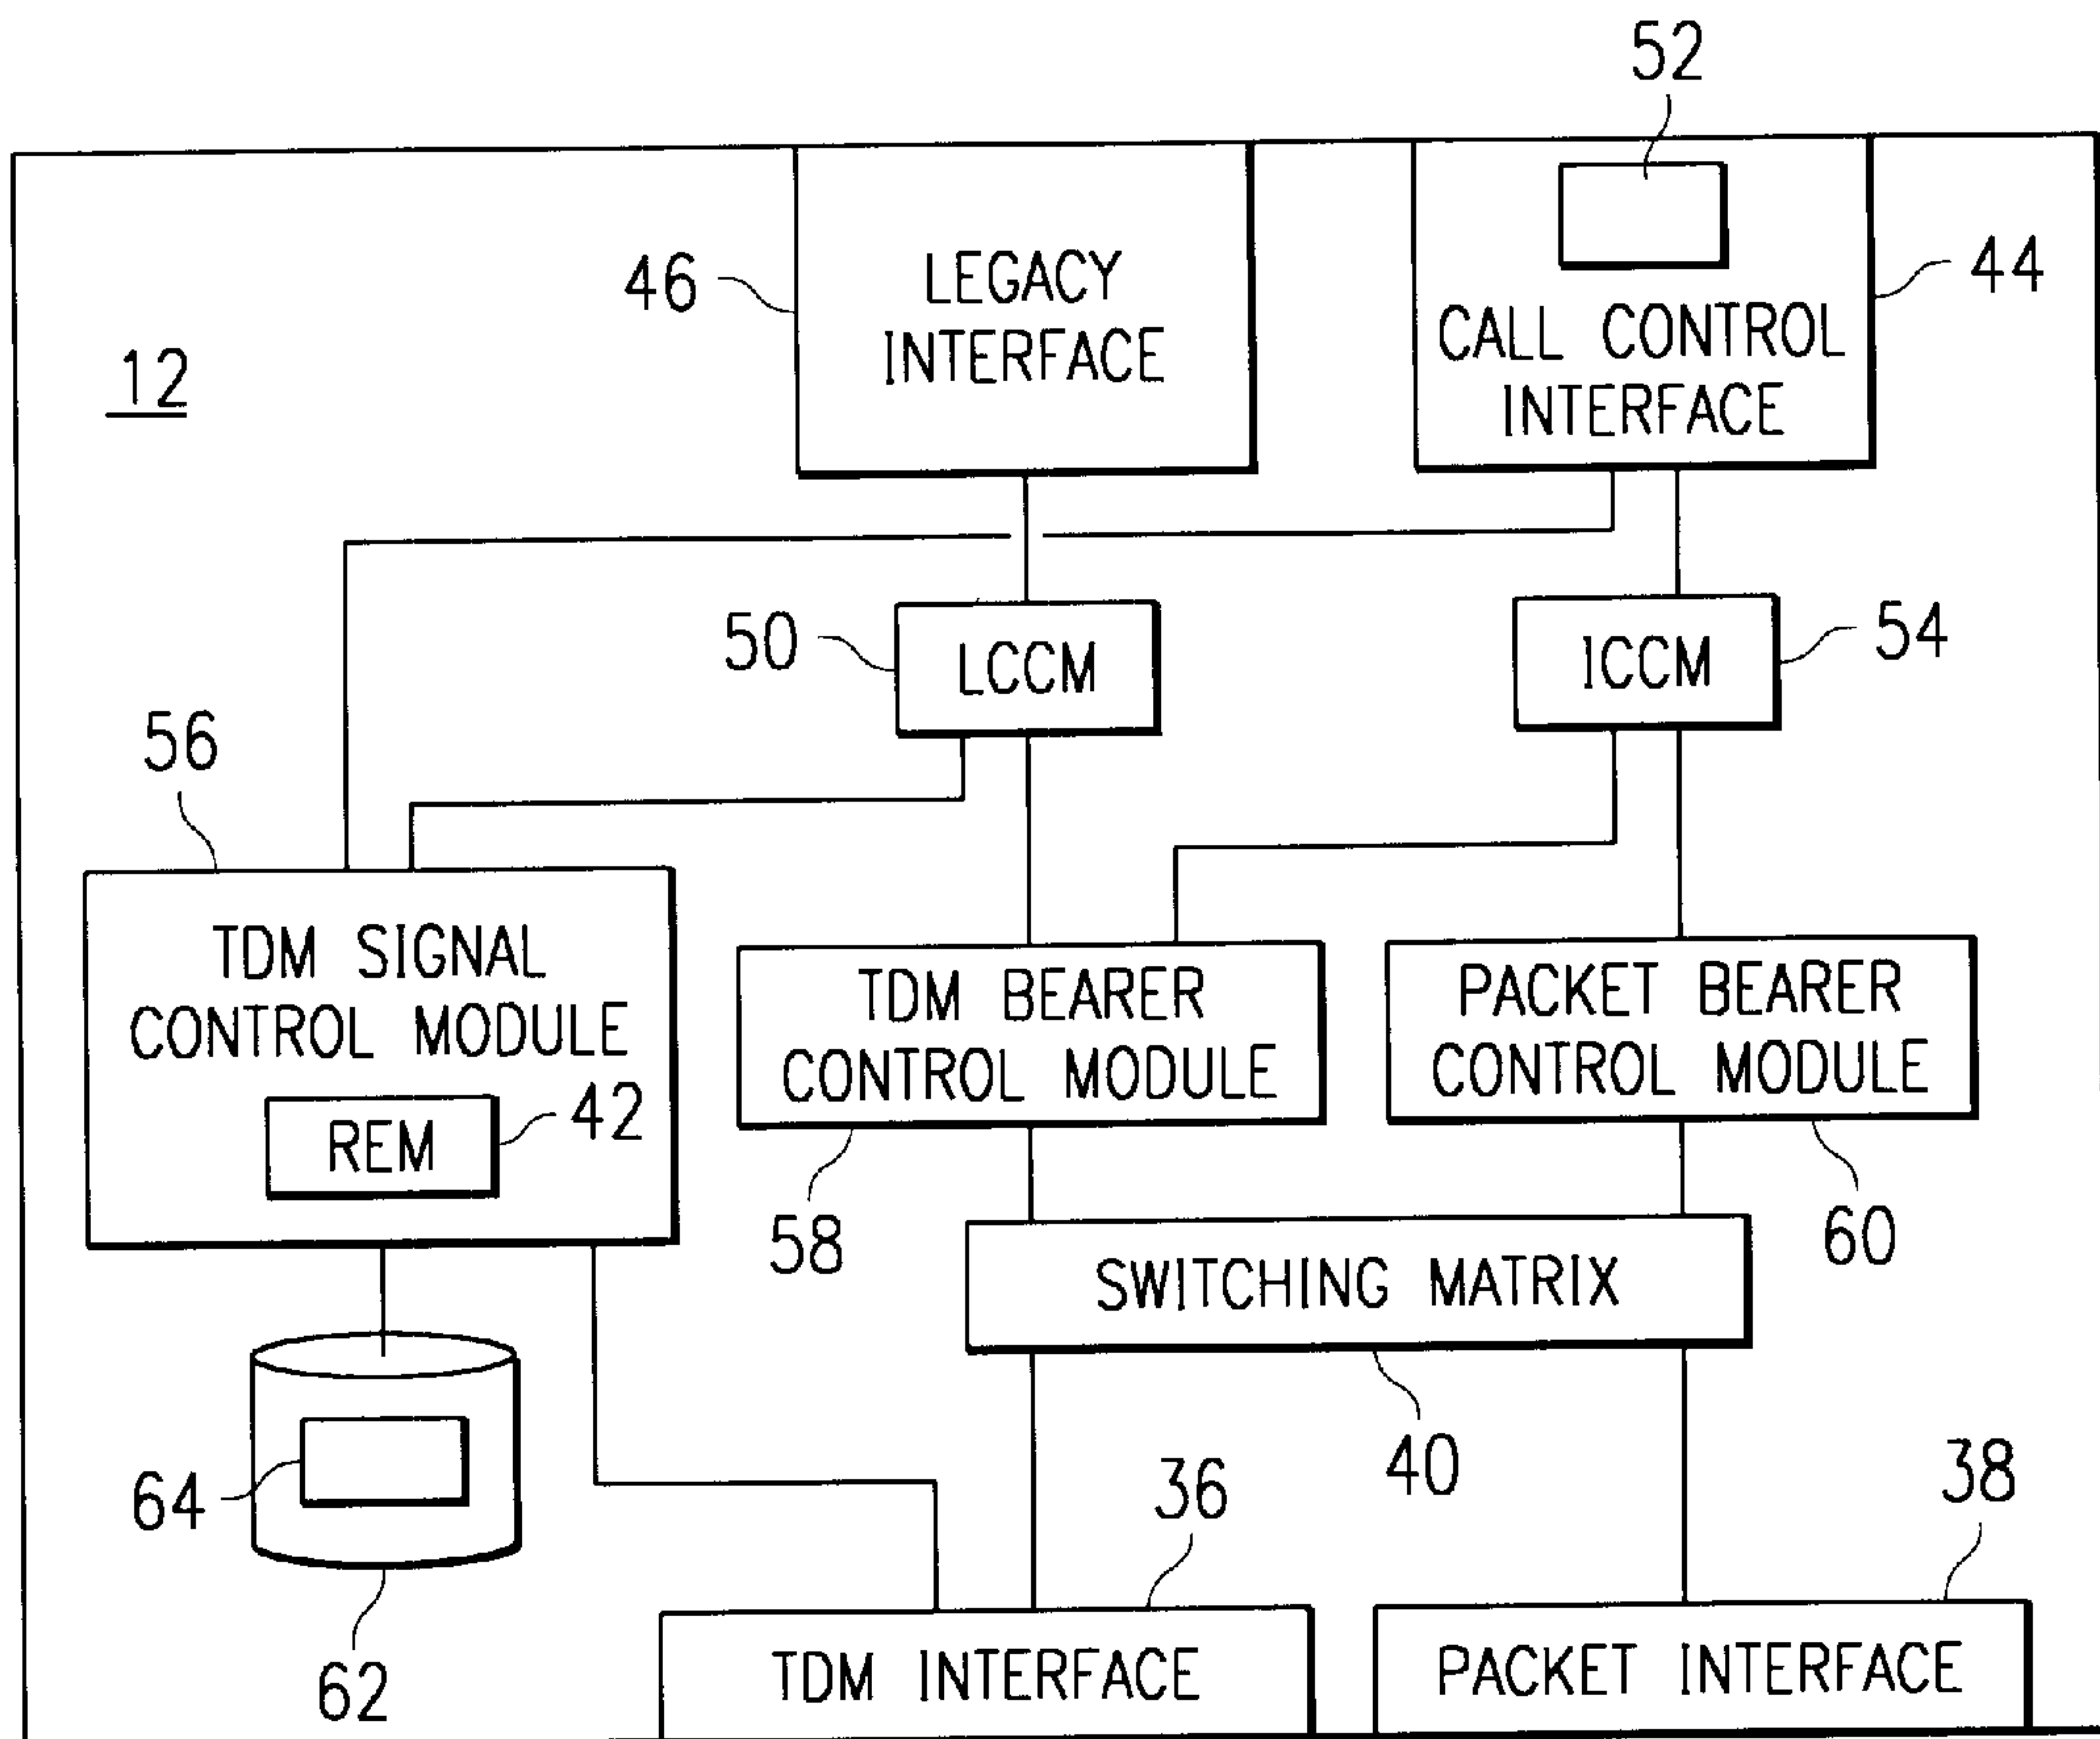 52
LEGACY
INTERFACE
46
CALL CONTROL
INTERFACE
44
12
50
LCCM
ICCM
54
56
TDM SIGNAL
CONTROL MODULE
REM
42
TDM BEARER
CONTROL MODULE
58
PACKET BEARER
CONTROL MODULE
60
SWITCHING MATRIX
40
64
62
36
38
TDM INTERFACE
PACKET INTERFACE